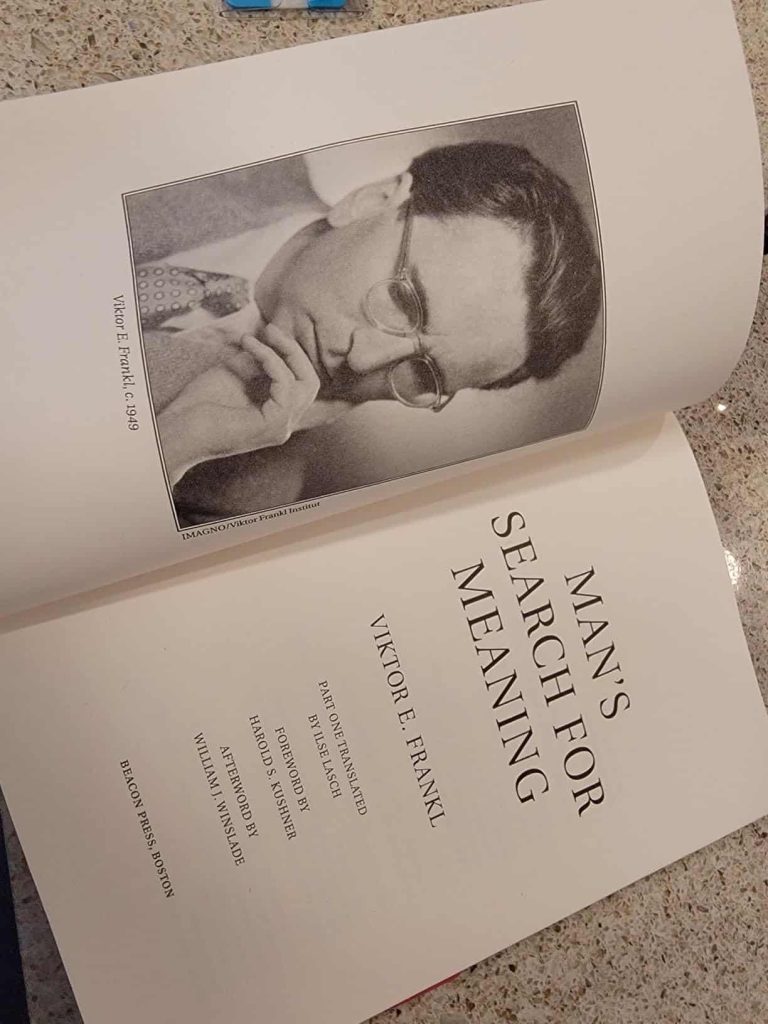 Viktor E. Frankl, c. 1949
IMAGNO/Viktor Frankl Institut
MAN'S
SEARCH FOR
MEANING
VIKTOR E. FRANKL
PART ONE TRANSLATED
BY ILSE LASCH
FOREWORD BY
HAROLD S. KUSHNER
AFTERWORD BY
WILLIAM J. WINSLADE
BEACON PRESS, BOSTON